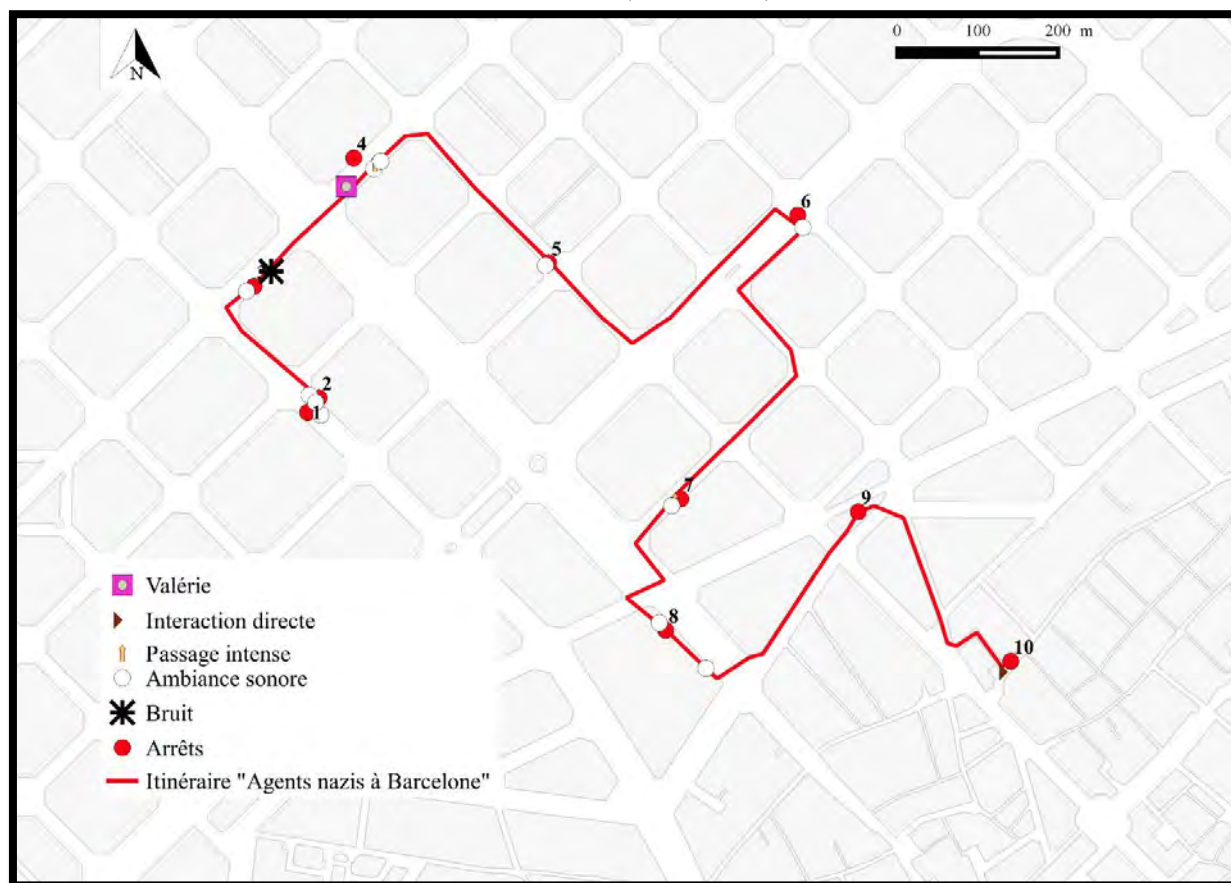 0 100 200 m
N
4
6
5
2
1
7
9
8
10
Valérie
Interaction directe
Passage intense
Ambiance sonore
Bruit
Arrêts
Itinéraire "Agents nazis à Barcelone"